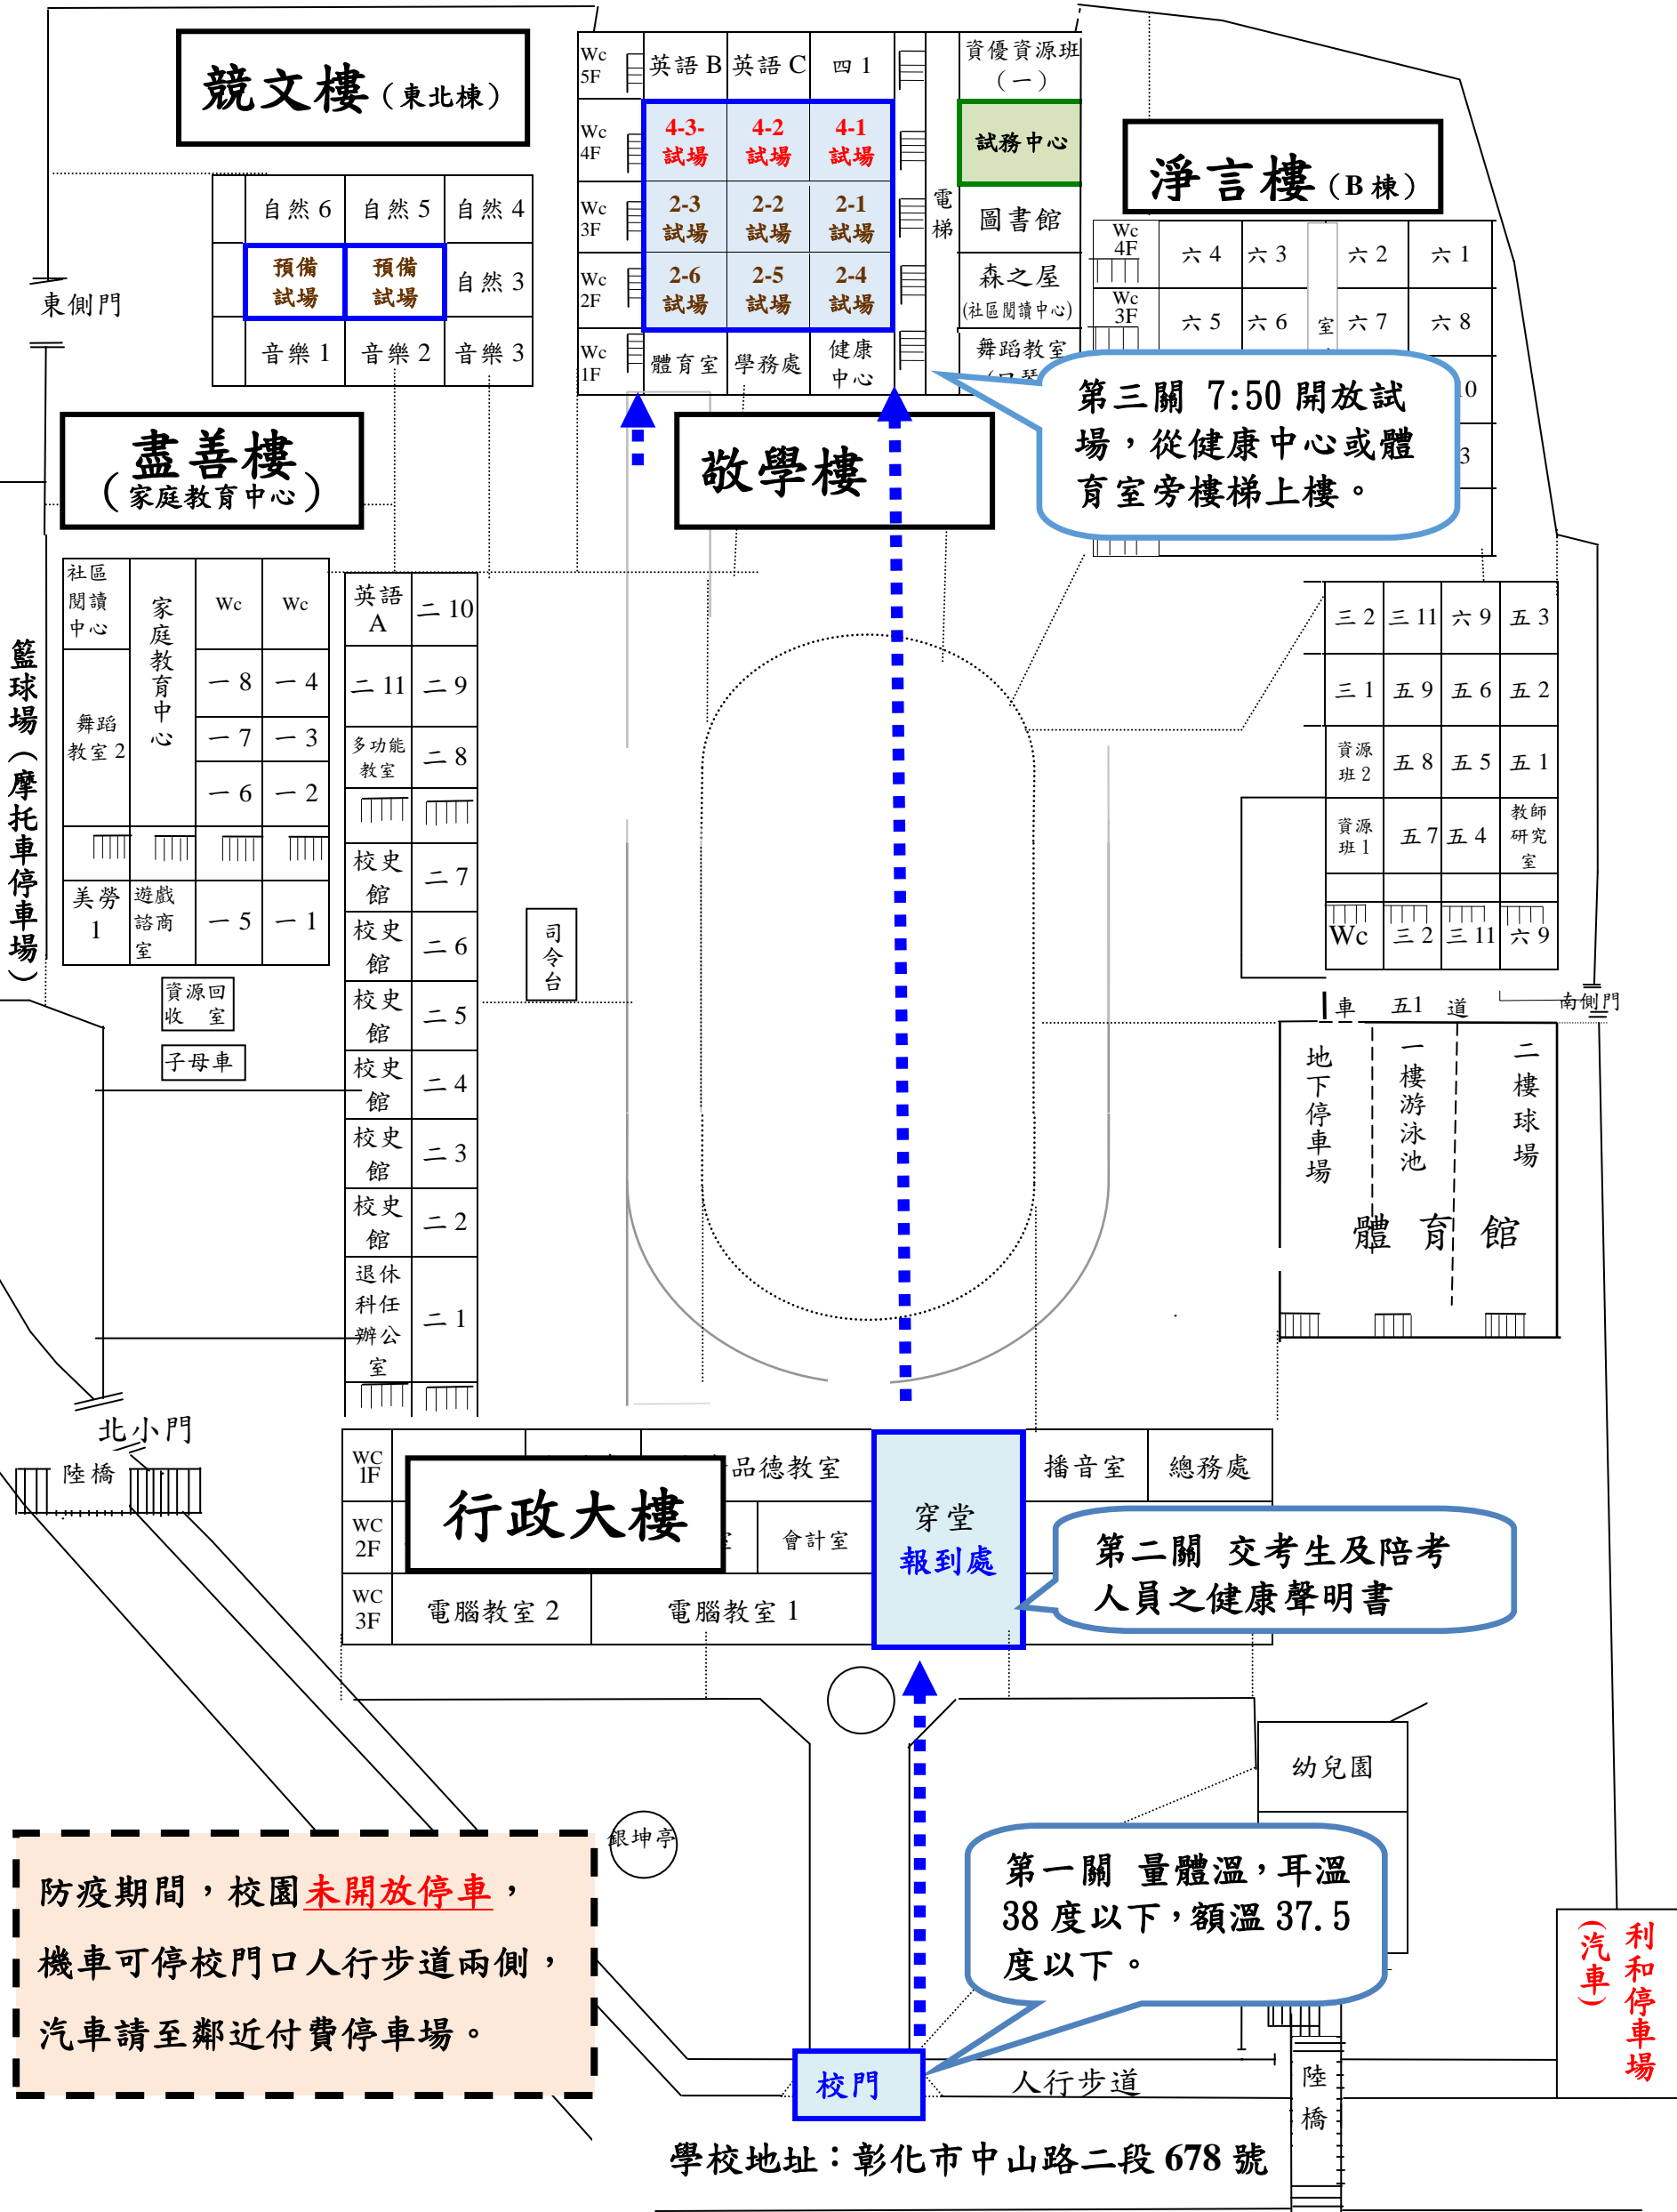 競文樓（東北棟）
Wc
5F
英語 B
英語 C
四 1
資優資源班
（一）
Wc
4F
4-3-
試場
4-2
試場
4-1
試場
試務中心
Wc
3F
2-3
試場
2-2
試場
2-1
試場
電梯
圖書館
Wc
2F
2-6
試場
2-5
試場
2-4
試場
森之屋
(社區閱讀中心)
Wc
1F
體育室
學務處
健康
中心
舞蹈教室
淨言樓（B 棟）
Wc
4F
六 4
六 3
六 2
六 1
Wc
3F
六 5
六 6
室
六 7
六 8
10
3
自然 6
自然 5
自然 4
預備
試場
預備
試場
自然 3
音樂 1
音樂 2
音樂 3
東側門
第三關 7:50 開放試
場，從健康中心或體
育室旁樓梯上樓。
盡善樓
（家庭教育中心）
敬學樓
籃球場（摩托車停車場）
社區
閱讀
中心
家庭教育中心
Wc
Wc
舞蹈
教室 2
一 8
一 4
一 7
一 3
一 6
一 2
美勞
1
遊戲
諮商
室
一 5
一 1
資源回
收 室
子母車
英語
A
二 10
二 11
二 9
多功能
教室
二 8
校史
館
二 7
校史
館
二 6
校史
館
二 5
校史
館
二 4
校史
館
二 3
校史
館
二 2
退休
科任
辦公
室
二 1
司令台
三 2
三 11
六 9
五 3
三 1
五 9
五 6
五 2
資源
班 2
五 8
五 5
五 1
資源
班 1
五 7
五 4
教師
研究
室
Wc
三 2
三 11
六 9
南側門
車 五1 道
地下停車場
一樓游泳池
二樓球場
體育館
北小門
陸橋
WC
1F
品德教室
播音室
總務處
行政大樓
WC
2F
會計室
穿堂
報到處
WC
3F
電腦教室 2
電腦教室 1
第二關 交考生及陪考
人員之健康聲明書
幼兒園
銀坤亭
第一關 量體溫，耳溫
38 度以下，額溫 37.5
度以下。
防疫期間，校園未開放停車，
機車可停校門口人行步道兩側，
汽車請至鄰近付費停車場。
利和停車場
(汽車)
校門
人行步道
陸橋
學校地址：彰化市中山路二段 678 號